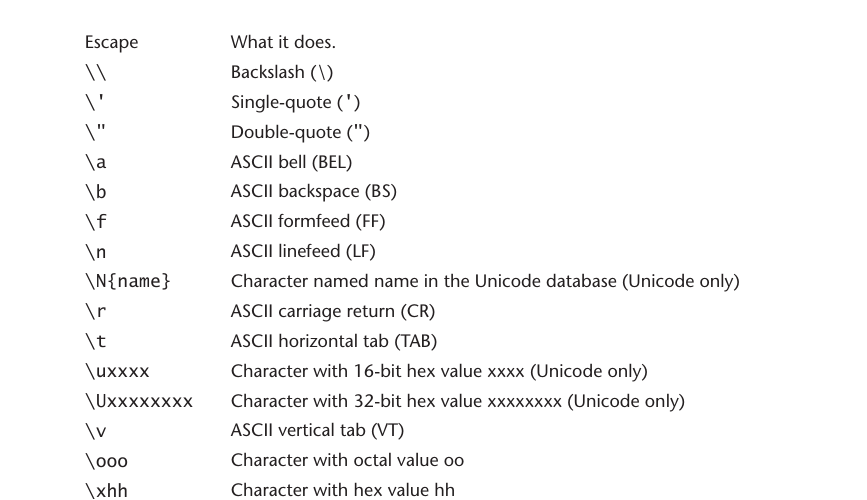 Escape What it does.
\\ Backslash (\)
\' Single-quote (')
\" Double-quote (")
\a ASCII bell (BEL)
\b ASCII backspace (BS)
\f ASCII formfeed (FF)
\n ASCII linefeed (LF)
\N{name} Character named name in the Unicode database (Unicode only)
\r ASCII carriage return (CR)
\t ASCII horizontal tab (TAB)
\uxxxx Character with 16-bit hex value xxxx (Unicode only)
\Uxxxxxxxx Character with 32-bit hex value xxxxxxxx (Unicode only)
\v ASCII vertical tab (VT)
\ooo Character with octal value oo
\xhh Character with hex value hh